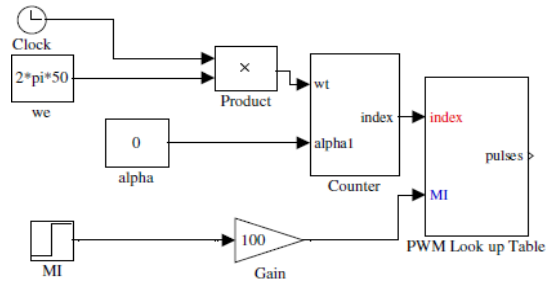 Clock
2*pi*50
we
×
Product
0
alpha
wt
alpha1
index
Counter
index
MI
pulses
PWM Look up Table
MI
100
Gain